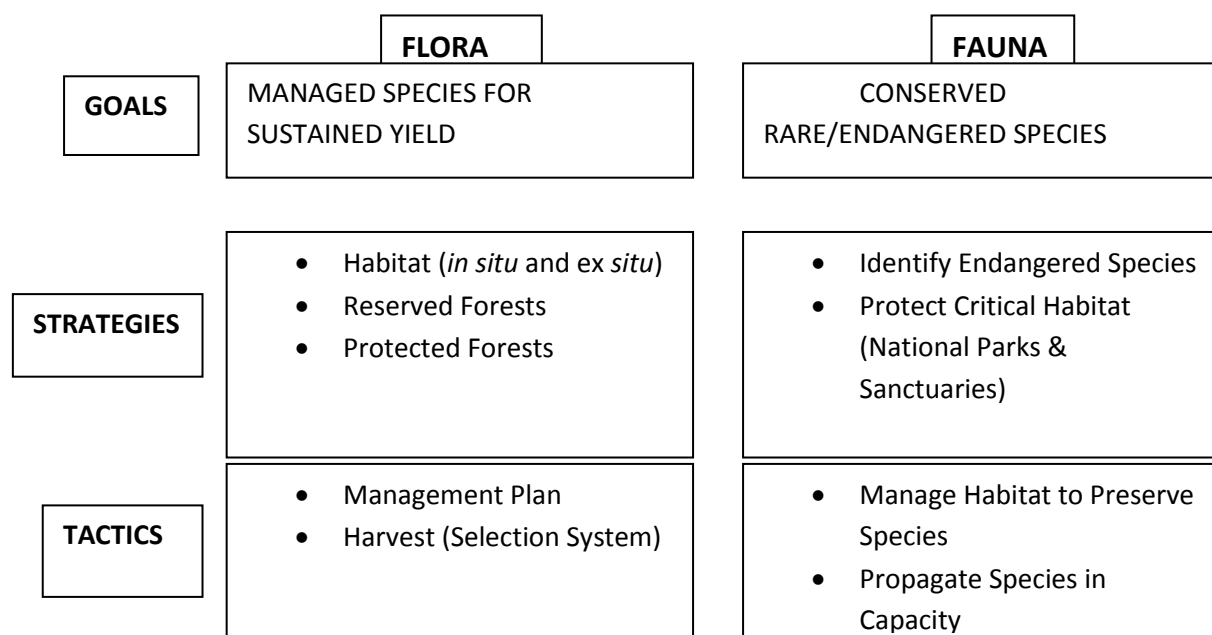 FLORA
FAUNA
GOALS
MANAGED SPECIES FOR
SUSTAINED YIELD
CONSERVED
RARE/ENDANGERED SPECIES
STRATEGIES
• Habitat (in situ and ex situ)
• Reserved Forests
• Protected Forests
• Identify Endangered Species
• Protect Critical Habitat
(National Parks &
Sanctuaries)
TACTICS
• Management Plan
• Harvest (Selection System)
• Manage Habitat to Preserve
Species
• Propagate Species in
Capacity